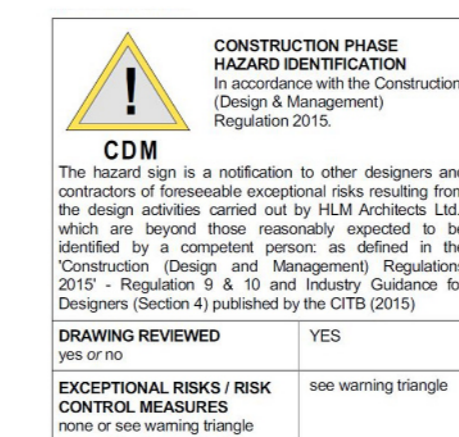 !
CDM
CONSTRUCTION PHASE
HAZARD IDENTIFICATION
In accordance with the Construction
(Design & Management)
Regulation 2015.
The hazard sign is a notification to other designers and
contractors of foreseeable exceptional risks resulting from
the design activities carried out by HLM Architects Ltd.
which are beyond those reasonably expected to be
identified by a competent person: as defined in the
'Construction (Design and Management) Regulations
2015' - Regulation 9 & 10 and Industry Guidance fo
Designers (Section 4) published by the CITB (2015)
DRAWING REVIEWED
yes or no
YES
EXCEPTIONAL RISKS / RISK
CONTROL MEASURES
none or see warning triangle
see warning triangle